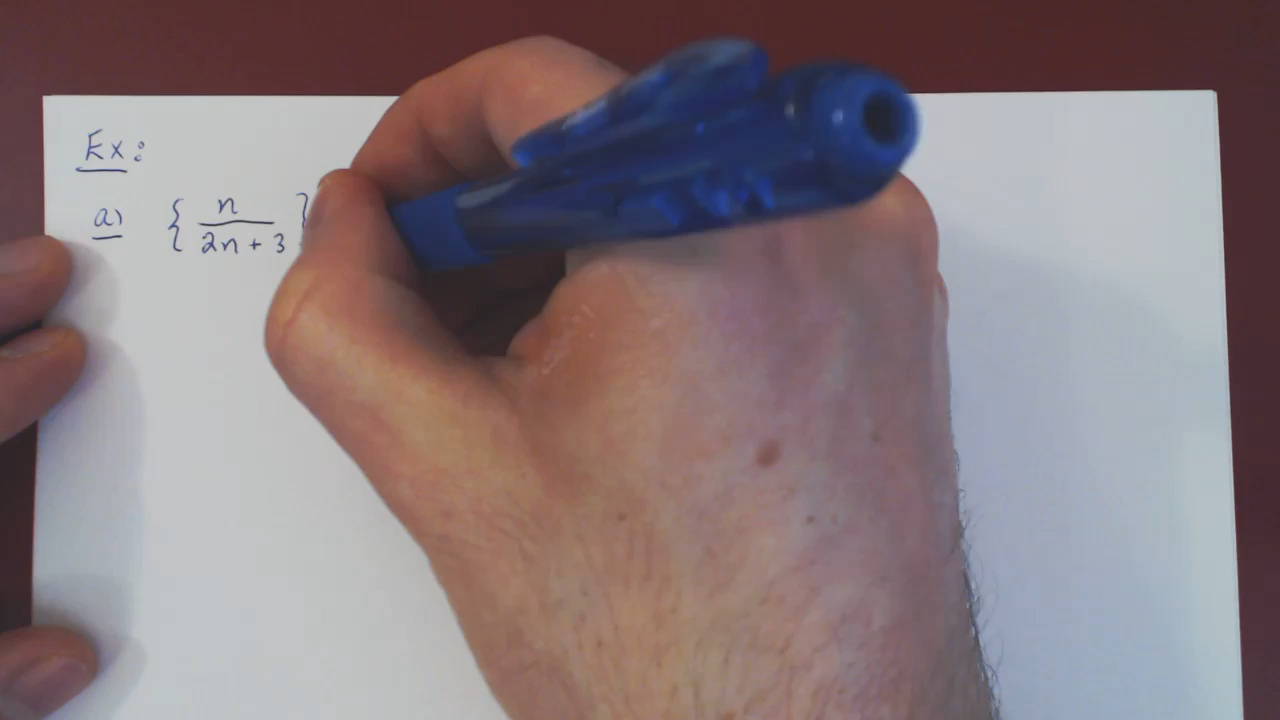 Ex:
a) { n / (2n + 3) }